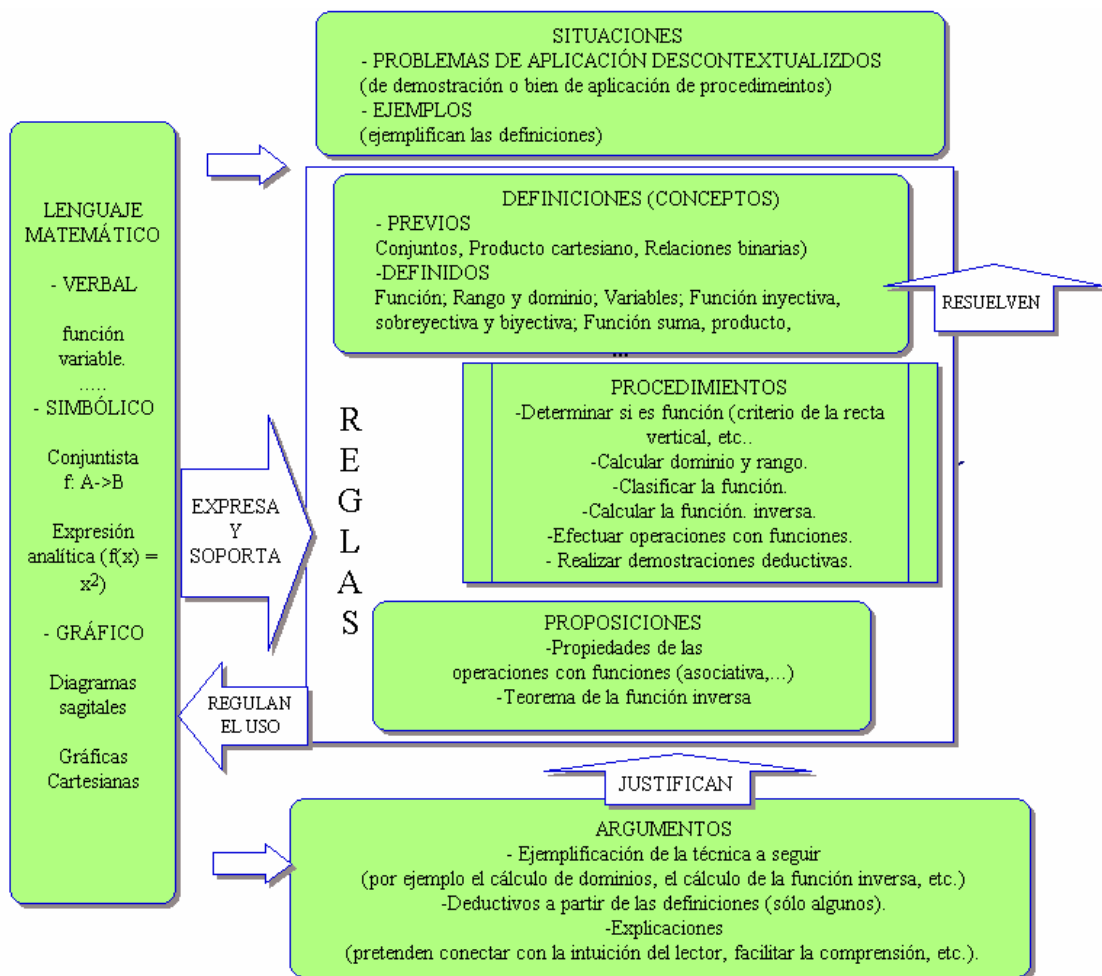 SITUACIONES
- PROBLEMAS DE APLICACIÓN DESCONTEXTUALIZDOS
(de demostración o bien de aplicación de procedimeintos)
- EJEMPLOS
(ejemplifican las definiciones)
LENGUAJE
MATEMÁTICO
- VERBAL
función
variable.
.....
- SIMBÓLICO
Conjuntista
f: A->B
Expresión
analítica (f(x) =
x²)
- GRÁFICO
Diagramas
sagitales
Gráficas
Cartesianas
EXPRESA
Y
SOPORTA
REGULAN
EL USO
R
E
G
L
A
S
DEFINICIONES (CONCEPTOS)
- PREVIOS
Conjuntos, Producto cartesiano, Relaciones binarias)
-DEFINIDOS
Función; Rango y dominio; Variables; Función inyectiva,
sobreyectiva y biyectiva; Función suma, producto,
...
RESUELVEN
PROCEDIMIENTOS
-Determinar si es función (criterio de la recta
vertical, etc..
-Calcular dominio y rango.
-Clasificar la función.
-Calcular la función. inversa.
-Efectuar operaciones con funciones.
- Realizar demostraciones deductivas.
PROPOSICIONES
-Propiedades de las
operaciones con funciones (asociativa,...)
-Teorema de la función inversa
JUSTIFICAN
ARGUMENTOS
- Ejemplificación de la técnica a seguir
(por ejemplo el cálculo de dominios, el cálculo de la función inversa, etc.)
-Deductivos a partir de las definiciones (sólo algunos).
-Explicaciones
(pretenden conectar con la intuición del lector, facilitar la comprensión, etc.).